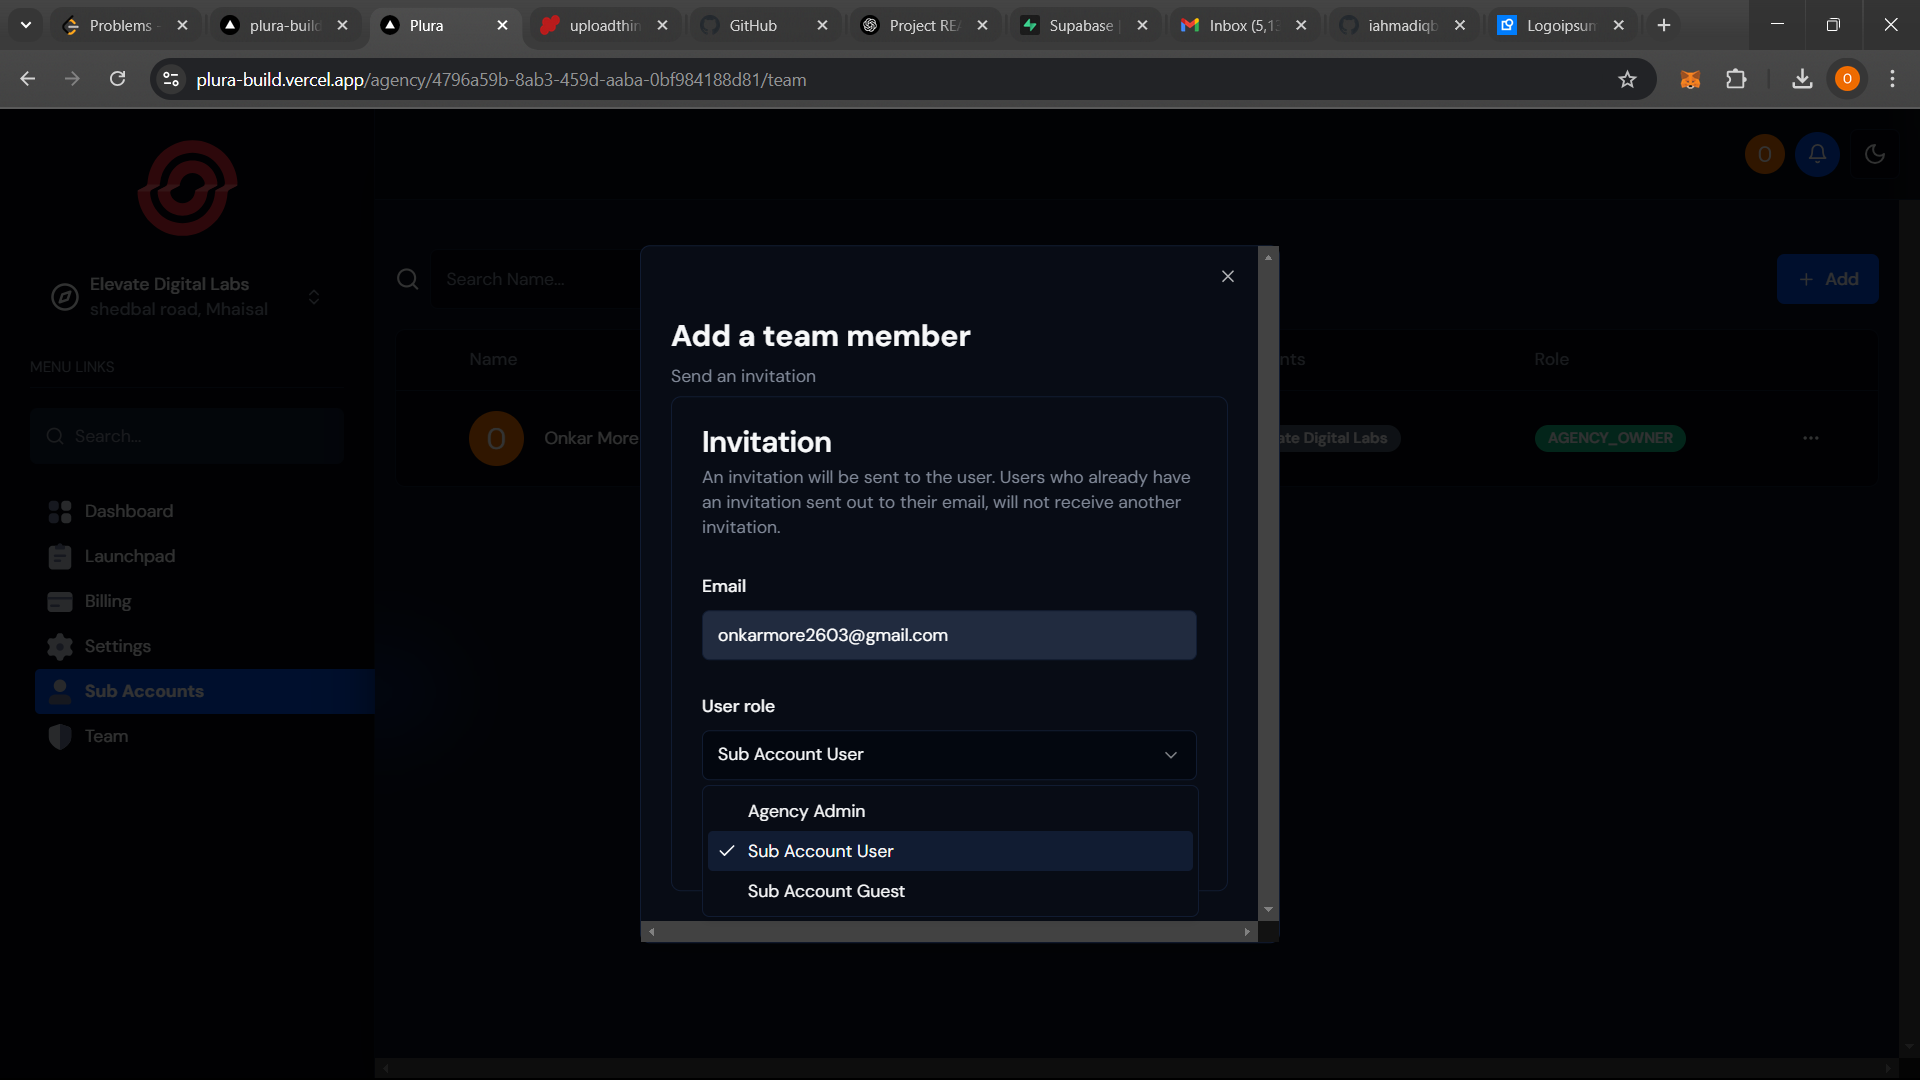 Problems
plura-build
Plura
uploadthin
GitHub
Project RE
Supabase
Inbox (5,13
iahmadiqb
Logoipsum
plura-build.vercel.app/agency/4796a59b-8ab3-459d-aaba-0bf984188d81/team
O
O
Elevate Digital Labs
shedbal road, Mhaisal
MENU LINKS
Search...
Dashboard
Launchpad
Billing
Settings
Sub Accounts
Team
Search Name...
+ Add
Name
nts
Role
O
Onkar More
ate Digital Labs
AGENCY_OWNER
Add a team member
Send an invitation
Invitation
An invitation will be sent to the user. Users who already have
an invitation sent out to their email, will not receive another
invitation.
Email
onkarmore2603@gmail.com
User role
Sub Account User
Agency Admin
Sub Account User
Sub Account Guest